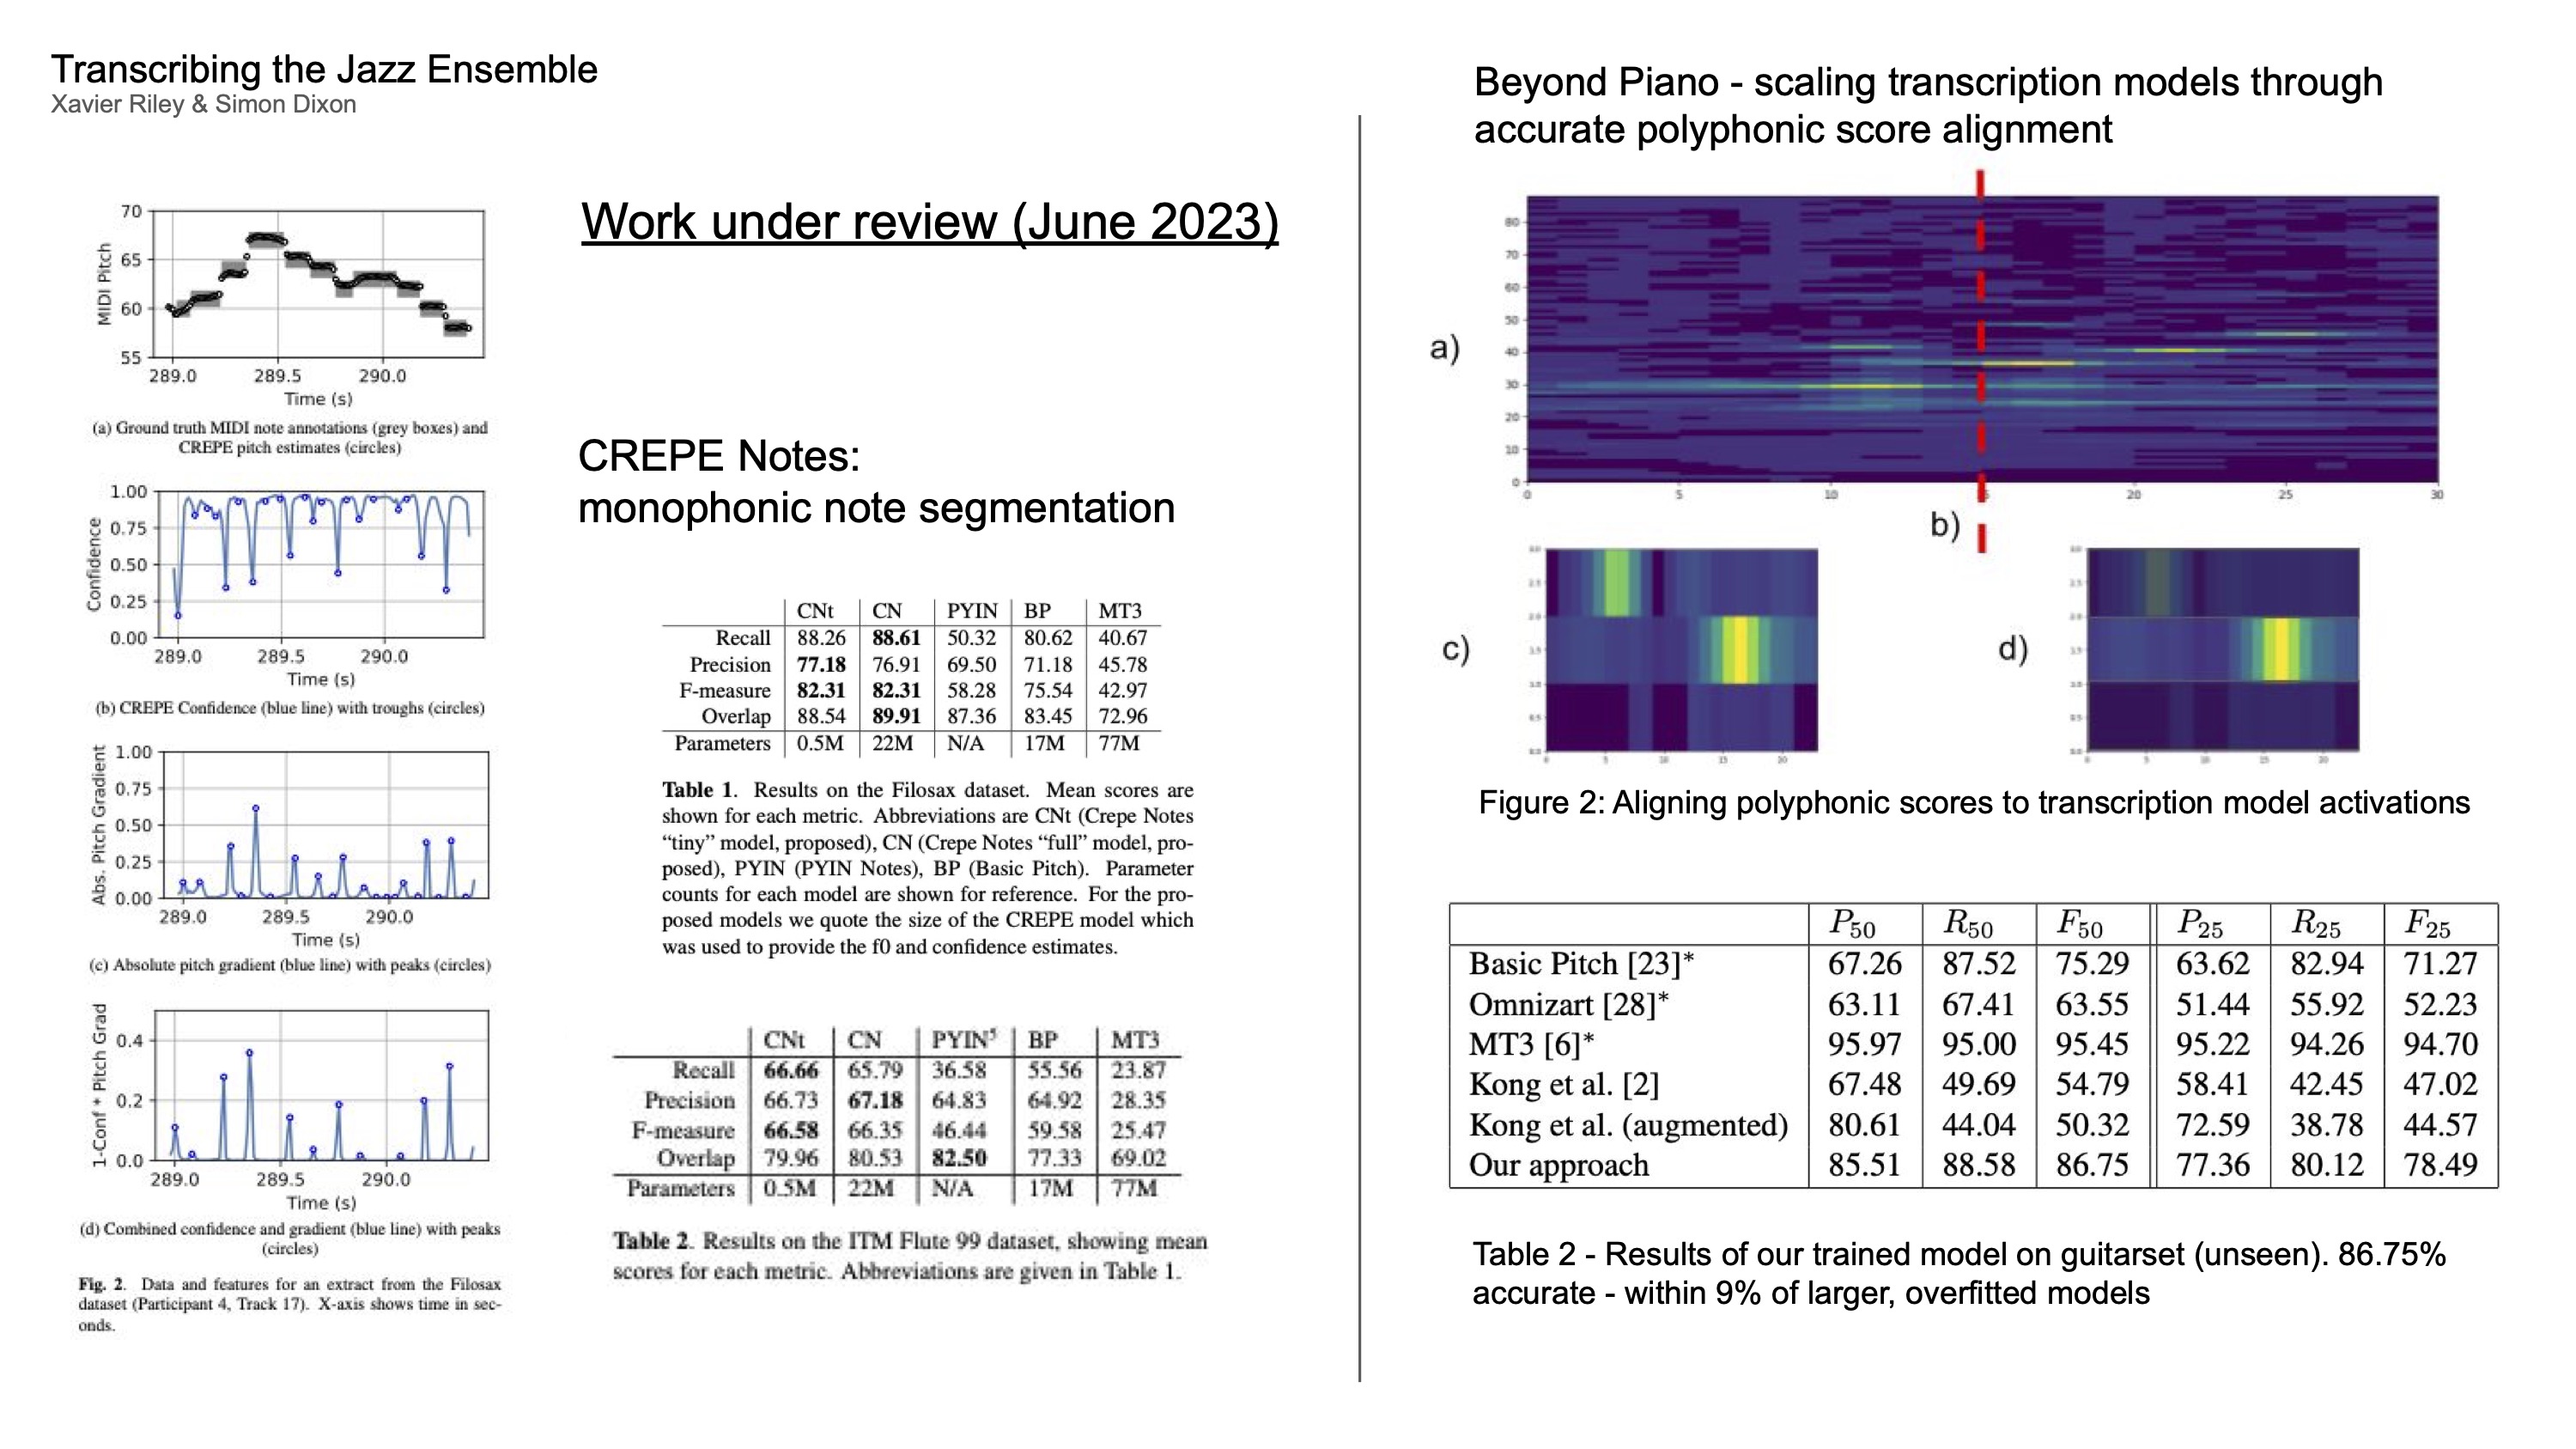 Transcribing the Jazz Ensemble
Xavier Riley & Simon Dixon
Work under review (June 2023)
70
65
60
55
MIDI Pitch
289.0 289.5 290.0
Time (s)
(a) Ground truth MIDI note annotations (grey boxes) and
CREPE pitch estimates (circles)
1.00
0.75
0.50
0.25
0.00
Confidence
289.0 289.5 290.0
Time (s)
(b) CREPE Confidence (blue line) with troughs (circles)
1.00
0.75
0.50
0.25
0.00
Abs. Pitch Gradient
289.0 289.5 290.0
Time (s)
(c) Absolute pitch gradient (blue line) with peaks (circles)
0.4
0.2
0.0
1-Conf * Pitch Grad
289.0 289.5 290.0
Time (s)
(d) Combined confidence and gradient (blue line) with peaks
(circles)
Fig. 2. Data and features for an extract from the Filosax
dataset (Participant 4, Track 17). X-axis shows time in sec-
onds.
CREPE Notes:
monophonic note segmentation
CNt CN PYIN BP MT3
Recall 88.26 88.61 50.32 80.62 40.67
Precision 77.18 76.91 69.50 71.18 45.78
F-measure 82.31 82.31 58.28 75.54 42.97
Overlap 88.54 89.91 87.36 83.45 72.96
Parameters 0.5M 22M N/A 17M 77M
Table 1. Results on the Filosax dataset. Mean scores are
shown for each metric. Abbreviations are CNt (Crepe Notes
“tiny” model, proposed), CN (Crepe Notes “full” model, pro-
posed), PYIN (PYIN Notes), BP (Basic Pitch). Parameter
counts for each model are shown for reference. For the pro-
posed models we quote the size of the CREPE model which
was used to provide the f0 and confidence estimates.
CNt CN PYIN⁵ BP MT3
Recall 66.66 65.79 36.58 55.56 23.87
Precision 66.73 67.18 64.83 64.92 28.35
F-measure 66.58 66.35 46.44 59.58 25.47
Overlap 79.96 80.53 82.50 77.33 69.02
Parameters 0.5M 22M N/A 17M 77M
Table 2. Results on the ITM Flute 99 dataset, showing mean
scores for each metric. Abbreviations are given in Table 1.
Beyond Piano - scaling transcription models through
accurate polyphonic score alignment
a)
80
70
60
50
40
30
20
10
0
0 5 10 20 25 30
b)
c)
d)
Figure 2: Aligning polyphonic scores to transcription model activations
P50 R50 F50 P25 R25 F25
Basic Pitch [23]* 67.26 87.52 75.29 63.62 82.94 71.27
Omnizart [28]* 63.11 67.41 63.55 51.44 55.92 52.23
MT3 [6]* 95.97 95.00 95.45 95.22 94.26 94.70
Kong et al. [2] 67.48 49.69 54.79 58.41 42.45 47.02
Kong et al. (augmented) 80.61 44.04 50.32 72.59 38.78 44.57
Our approach 85.51 88.58 86.75 77.36 80.12 78.49
Table 2 - Results of our trained model on guitarset (unseen). 86.75%
accurate - within 9% of larger, overfitted models